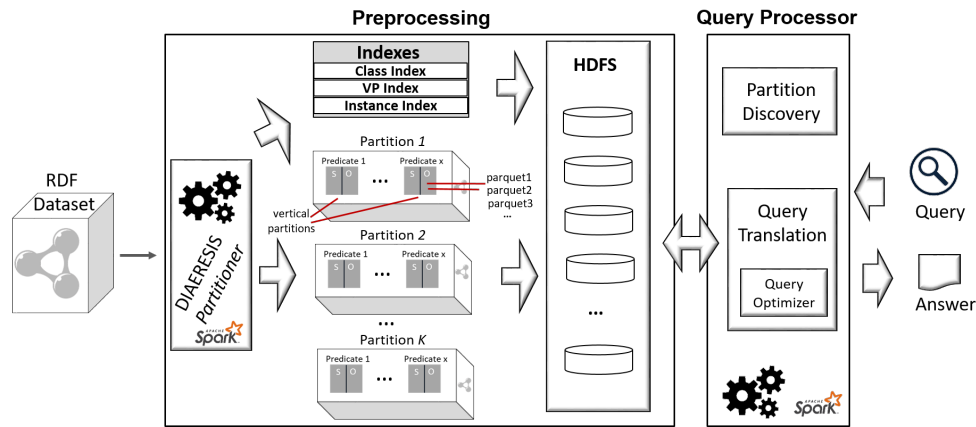 Preprocessing
Query Processor
RDF
Dataset
DIAERESIS
Partitioner
APACHE
Spark
Indexes
Class Index
VP Index
Instance Index
Partition 1
Predicate 1
Predicate x
S O
...
S O
parquet1
parquet2
parquet3
...
vertical
partitions
Partition 2
Predicate 1
Predicate x
S O
...
S O
...
Partition K
Predicate 1
Predicate x
S O
...
S O
HDFS
...
Partition
Discovery
Query
Translation
Query
Optimizer
APACHE
Spark
Query
Answer